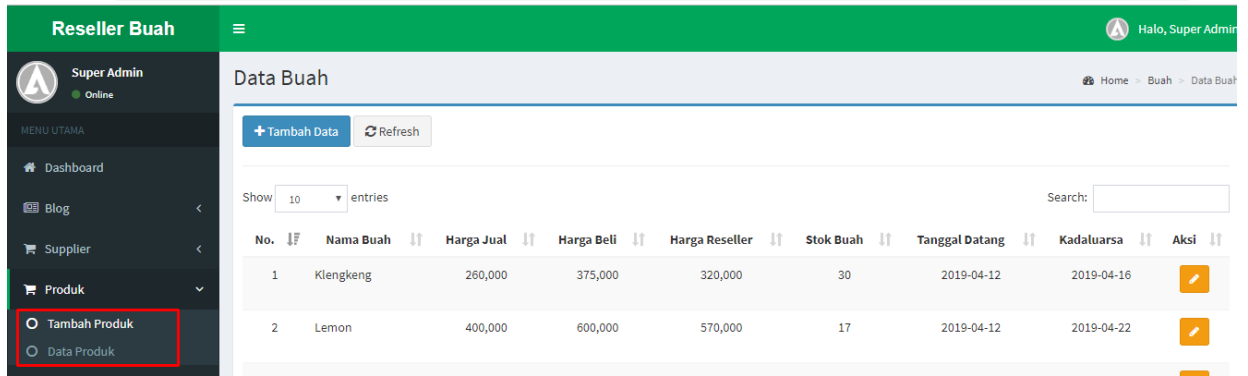 Reseller Buah
Halo, Super Admin
Super Admin
Online
MENU UTAMA
Dashboard
Blog
Supplier
Produk
Tambah Produk
Data Produk
Data Buah
Home > Buah > Data Buah
Tambah Data Refresh
Show 10 entries Search:
No. Nama Buah Harga Jual Harga Beli Harga Reseller Stok Buah Tanggal Datang Kadaluarsa Aksi
1 Klengkeng 260,000 375,000 320,000 30 2019-04-12 2019-04-16
2 Lemon 400,000 600,000 570,000 17 2019-04-12 2019-04-22